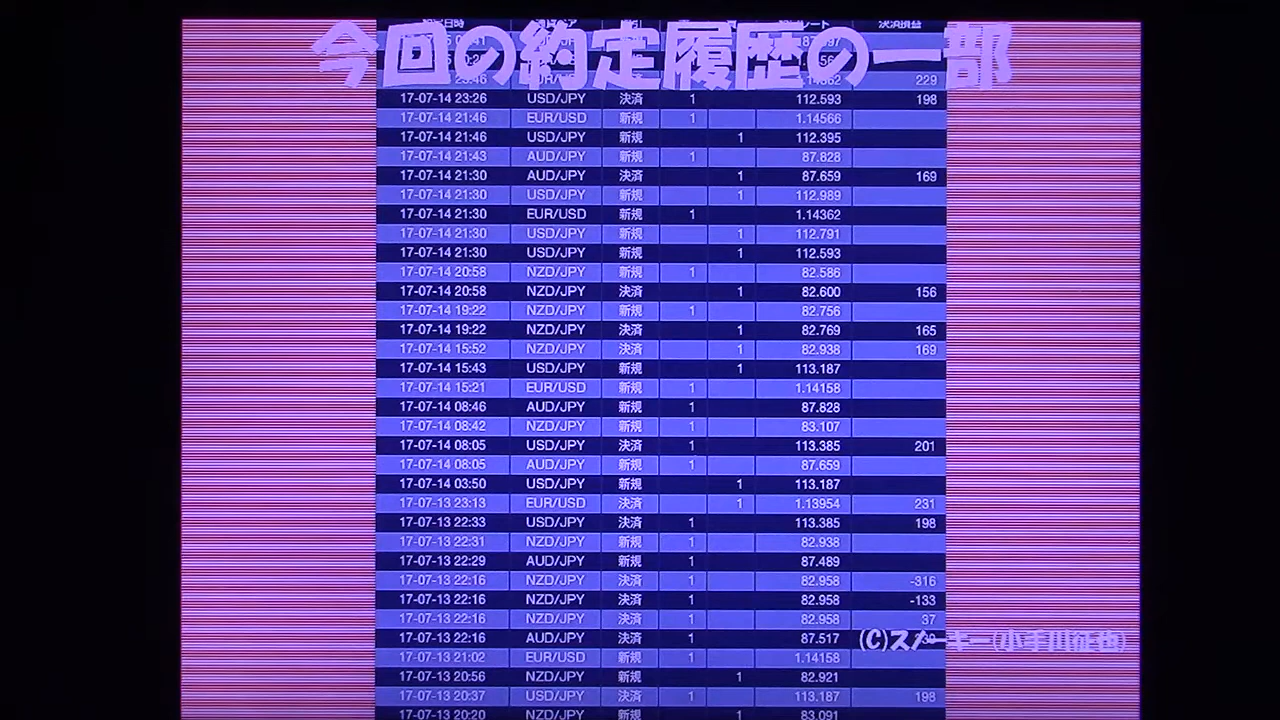 今回の約定履歴の一部
決済損益
229
17-07-14 23:26 USD/JPY 決済 1 112.593 198
17-07-14 21:46 EUR/USD 新規 1 1.14566
17-07-14 21:46 USD/JPY 新規 1 112.395
17-07-14 21:43 AUD/JPY 新規 1 87.828
17-07-14 21:30 AUD/JPY 決済 1 87.659 169
17-07-14 21:30 USD/JPY 新規 1 112.989
17-07-14 21:30 EUR/USD 新規 1 1.14362
17-07-14 21:30 USD/JPY 新規 1 112.791
17-07-14 21:30 USD/JPY 新規 1 112.593
17-07-14 20:58 NZD/JPY 新規 1 82.586
17-07-14 20:58 NZD/JPY 決済 1 82.600 156
17-07-14 19:22 NZD/JPY 新規 1 82.756
17-07-14 19:22 NZD/JPY 決済 1 82.769 165
17-07-14 15:52 NZD/JPY 決済 1 82.938 169
17-07-14 15:43 USD/JPY 新規 1 113.187
17-07-14 15:21 EUR/USD 新規 1 1.14158
17-07-14 08:46 AUD/JPY 新規 1 87.828
17-07-14 08:42 NZD/JPY 新規 1 83.107
17-07-14 08:05 USD/JPY 決済 1 113.385 201
17-07-14 08:05 AUD/JPY 新規 1 87.659
17-07-14 03:50 USD/JPY 新規 1 113.187
17-07-13 23:13 EUR/USD 決済 1 1.13954 231
17-07-13 22:33 USD/JPY 決済 1 113.385 198
17-07-13 22:31 NZD/JPY 新規 1 82.938
17-07-13 22:29 AUD/JPY 新規 1 87.489
17-07-13 22:16 NZD/JPY 決済 1 82.958 -316
17-07-13 22:16 NZD/JPY 決済 1 82.958 -133
17-07-13 22:16 NZD/JPY 決済 1 82.958 37
17-07-13 22:16 AUD/JPY 決済 1 87.517
(C)スノーキー(小手川征也)
17-07-13 21:02 EUR/USD 新規 1 1.14158
17-07-13 20:56 NZD/JPY 新規 1 82.921
17-07-13 20:37 USD/JPY 決済 1 113.187 198
17-07-13 20:20 NZD/JPY 新規 1 83.091